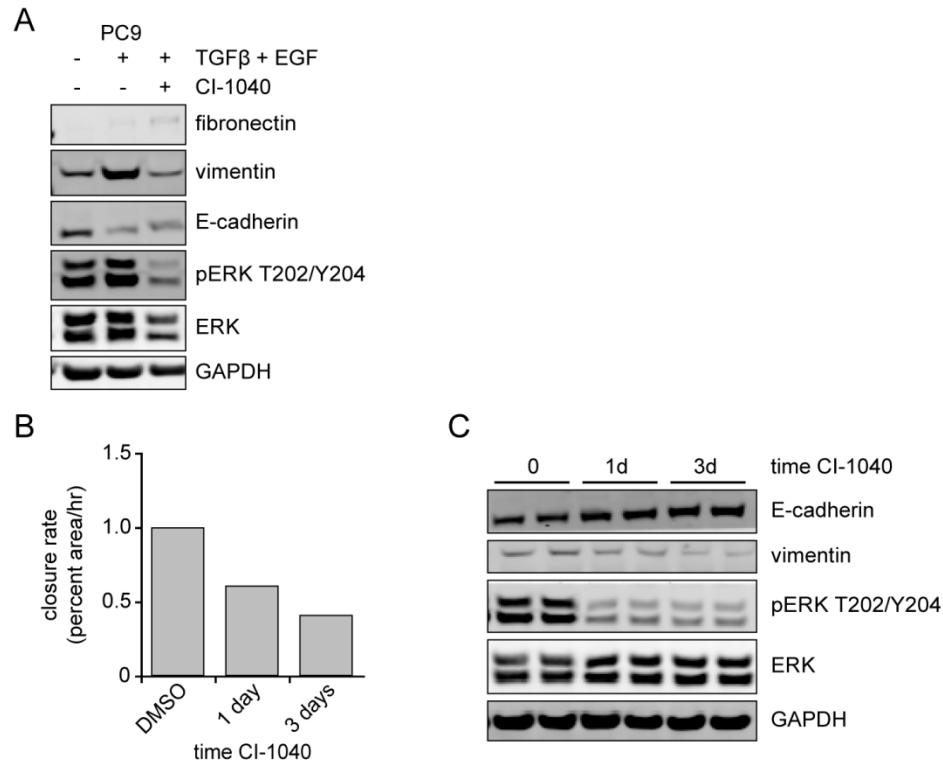 A
PC9
- + + TGFβ + EGF
- - + CI-1040
fibronectin
vimentin
E-cadherin
pERK T202/Y204
ERK
GAPDH
B
closure rate
(percent area/hr)
1.5
1.0
0.5
0
DMSO
1 day
3 days
time CI-1040
C
0 1d 3d time CI-1040
E-cadherin
vimentin
pERK T202/Y204
ERK
GAPDH